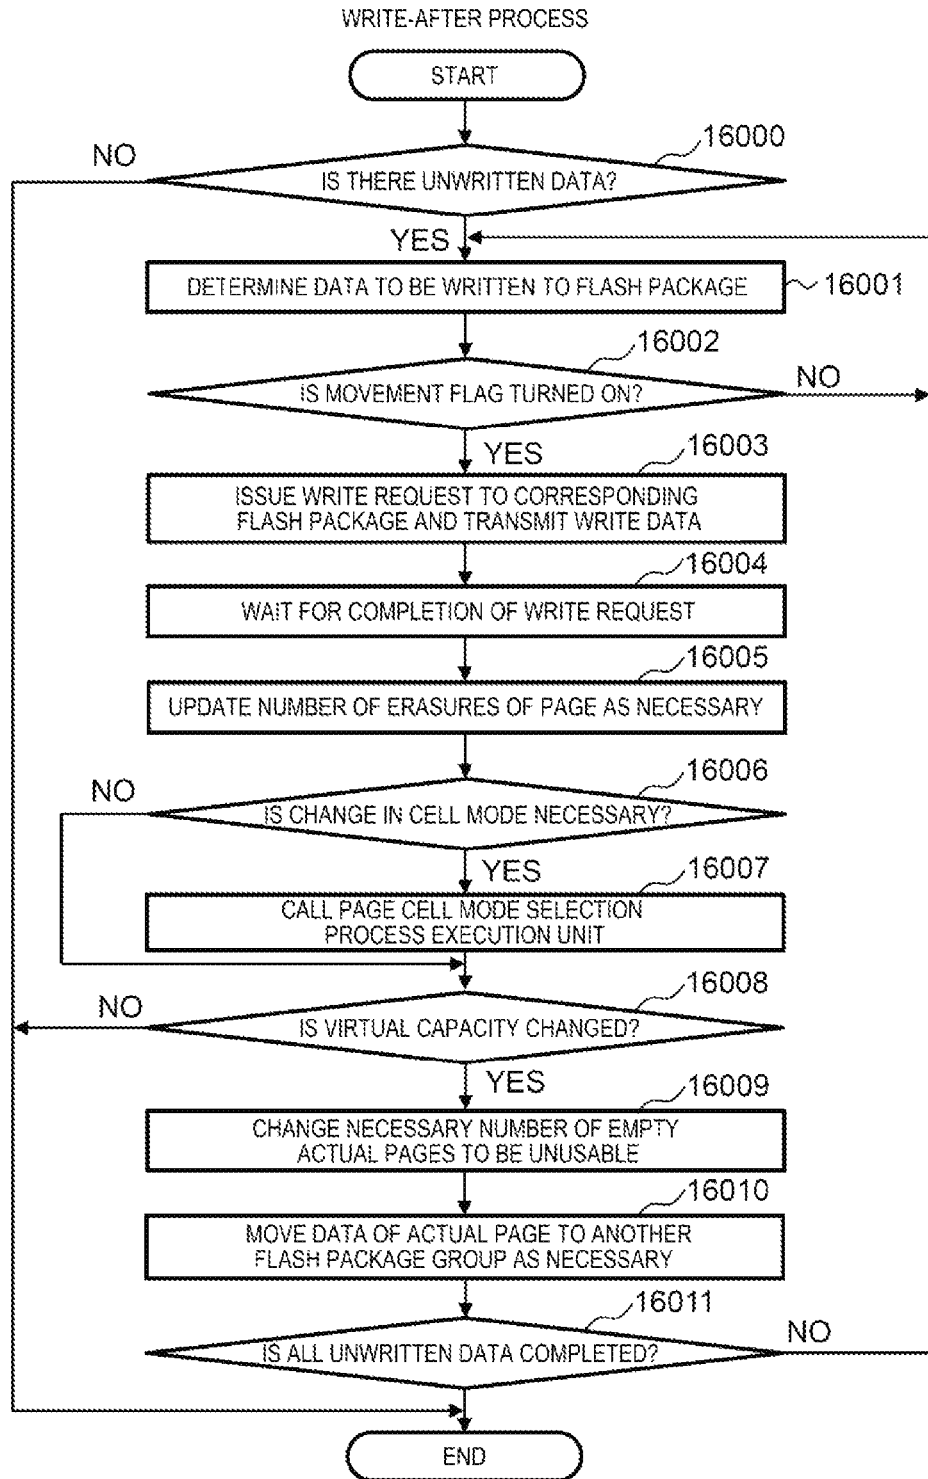 WRITE-AFTER PROCESS
START
16000
NO
IS THERE UNWRITTEN DATA?
YES
DETERMINE DATA TO BE WRITTEN TO FLASH PACKAGE
16001
16002
IS MOVEMENT FLAG TURNED ON?
NO
YES
16003
ISSUE WRITE REQUEST TO CORRESPONDING
FLASH PACKAGE AND TRANSMIT WRITE DATA
16004
WAIT FOR COMPLETION OF WRITE REQUEST
16005
UPDATE NUMBER OF ERASURES OF PAGE AS NECESSARY
16006
NO
IS CHANGE IN CELL MODE NECESSARY?
YES
16007
CALL PAGE CELL MODE SELECTION
PROCESS EXECUTION UNIT
16008
NO
IS VIRTUAL CAPACITY CHANGED?
YES
16009
CHANGE NECESSARY NUMBER OF EMPTY
ACTUAL PAGES TO BE UNUSABLE
16010
MOVE DATA OF ACTUAL PAGE TO ANOTHER
FLASH PACKAGE GROUP AS NECESSARY
16011
IS ALL UNWRITTEN DATA COMPLETED?
NO
END